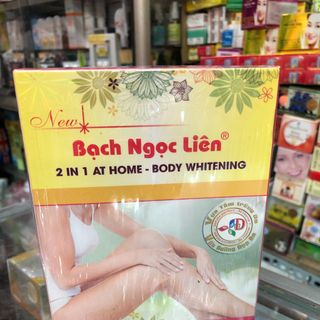 New
Bạch Ngọc Liên®
2 IN 1 AT HOME - BODY WHITENING